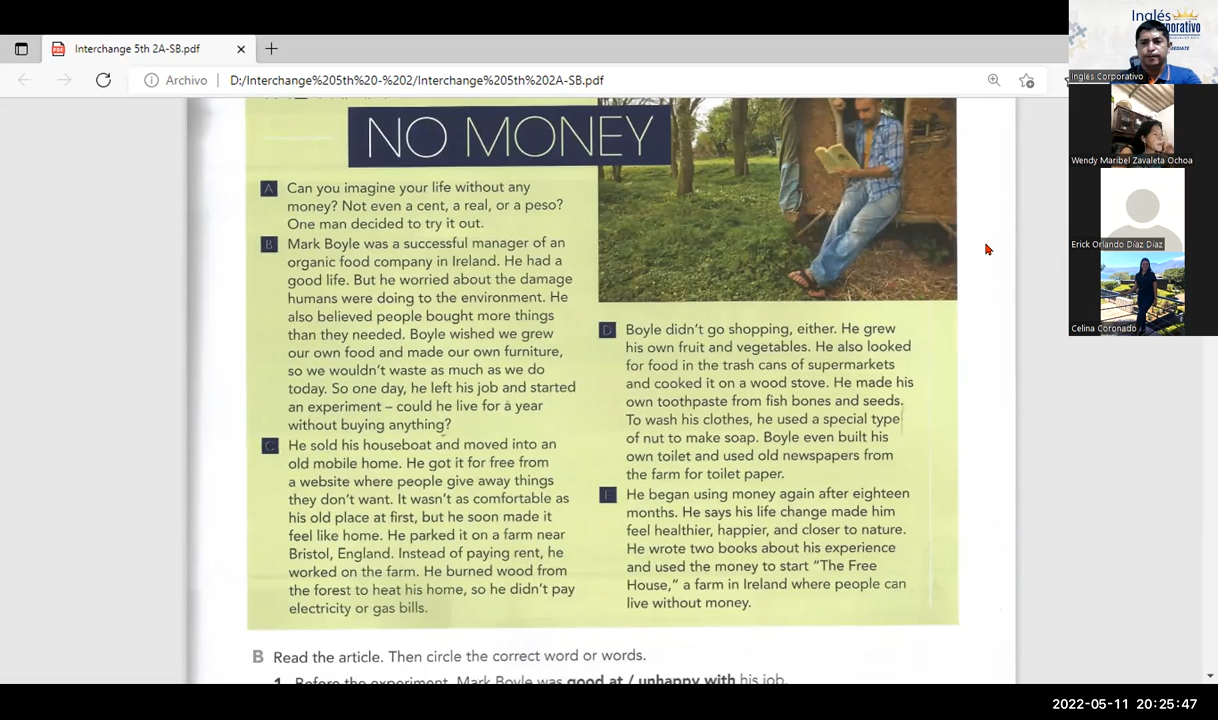 Interchange 5th 2A-SB.pdf
Archivo
D:/Interchange%205th%20-%202/Interchange%205th%202A-SB.pdf
NO MONEY
A Can you imagine your life without any
money? Not even a cent, a real, or a peso?
One man decided to try it out.
B Mark Boyle was a successful manager of an
organic food company in Ireland. He had a
good life. But he worried about the damage
humans were doing to the environment. He
also believed people bought more things
than they needed. Boyle wished we grew
our own food and made our own furniture,
so we wouldn't waste as much as we do
today. So one day, he left his job and started
an experiment – could he live for a year
without buying anything?
C He sold his houseboat and moved into an
old mobile home. He got it for free from
a website where people give away things
they don't want. It wasn't as comfortable as
his old place at first, but he soon made it
feel like home. He parked it on a farm near
Bristol, England. Instead of paying rent, he
worked on the farm. He burned wood from
the forest to heat his home, so he didn't pay
electricity or gas bills.
D Boyle didn't go shopping, either. He grew
his own fruit and vegetables. He also looked
for food in the trash cans of supermarkets
and cooked it on a wood stove. He made his
own toothpaste from fish bones and seeds.
To wash his clothes, he used a special type
of nut to make soap. Boyle even built his
own toilet and used old newspapers from
the farm for toilet paper.
E He began using money again after eighteen
months. He says his life change made him
feel healthier, happier, and closer to nature.
He wrote two books about his experience
and used the money to start "The Free
House," a farm in Ireland where people can
live without money.
B Read the article. Then circle the correct word or words.
1. Before the experiment, Mark Boyle was good at / unhappy with his job.
Inglés
Ingles Corporativo
Wendy Maribel Zavaleta Ochoa
Erick Orlando Díaz Díaz
Celina Coronado
2022-05-11 20:25:47